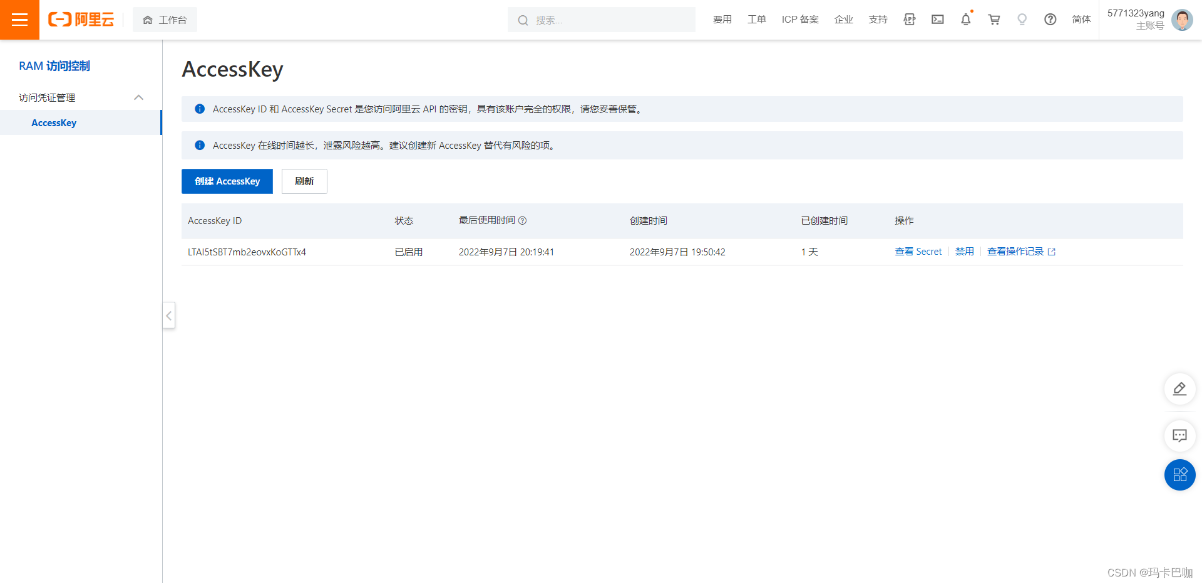 阿里云
工作台
搜索...
费用
工单
ICP 备案
企业
支持
简体
5771323yang
主账号
RAM 访问控制
访问凭证管理
AccessKey
AccessKey
AccessKey ID 和 AccessKey Secret 是您访问阿里云 API 的密钥，具有该账户完全的权限，请您妥善保管。
AccessKey 在线时间越长，泄露风险越高。建议创建新 AccessKey 替代有风险的项。
创建 AccessKey
刷新
AccessKey ID 状态 最后使用时间 创建时间 已创建时间 操作
LTAI5tSBT7mb2eovxKoGTTx4 已启用 2022年9月7日 20:19:41 2022年9月7日 19:50:42 1 天 查看 Secret 禁用 查看操作记录
CSDN @玛卡巴咖